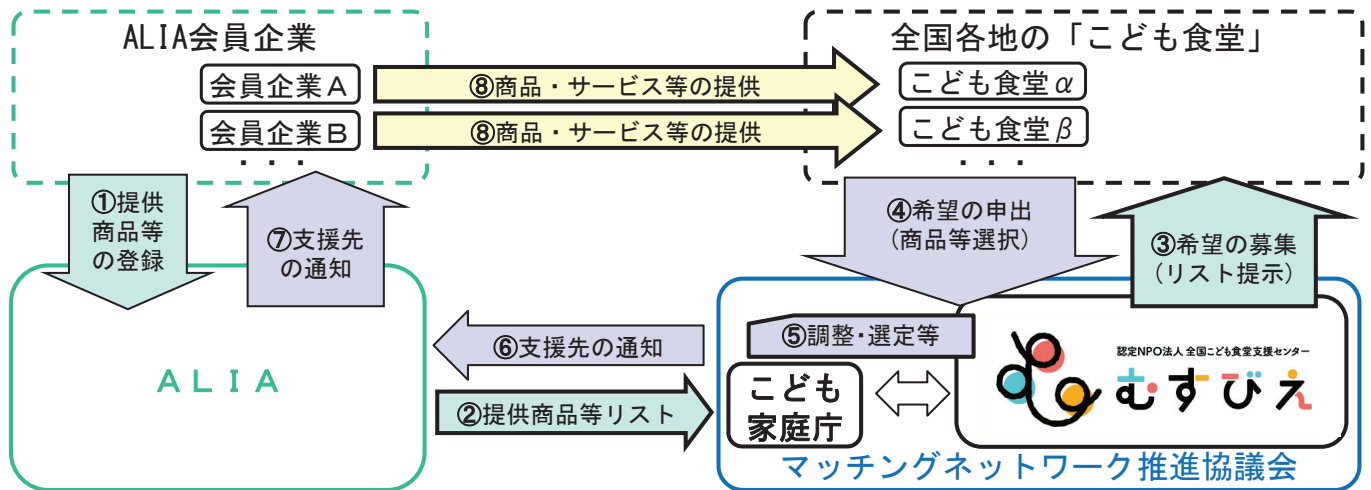 ALIA会員企業
会員企業A
会員企業B
・・・
⑧商品・サービス等の提供
⑧商品・サービス等の提供
全国各地の「こども食堂」
こども食堂α
こども食堂β
・・・
①提供
商品等
の登録
⑦支援先
の通知
④希望の申出
(商品等選択)
③希望の募集
(リスト提示)
ALIA
⑥支援先の通知
②提供商品等リスト
⑤調整・選定等
こども
家庭庁
認定NPO法人 全国こども食堂支援センター
むすびえ
マッチングネットワーク推進協議会